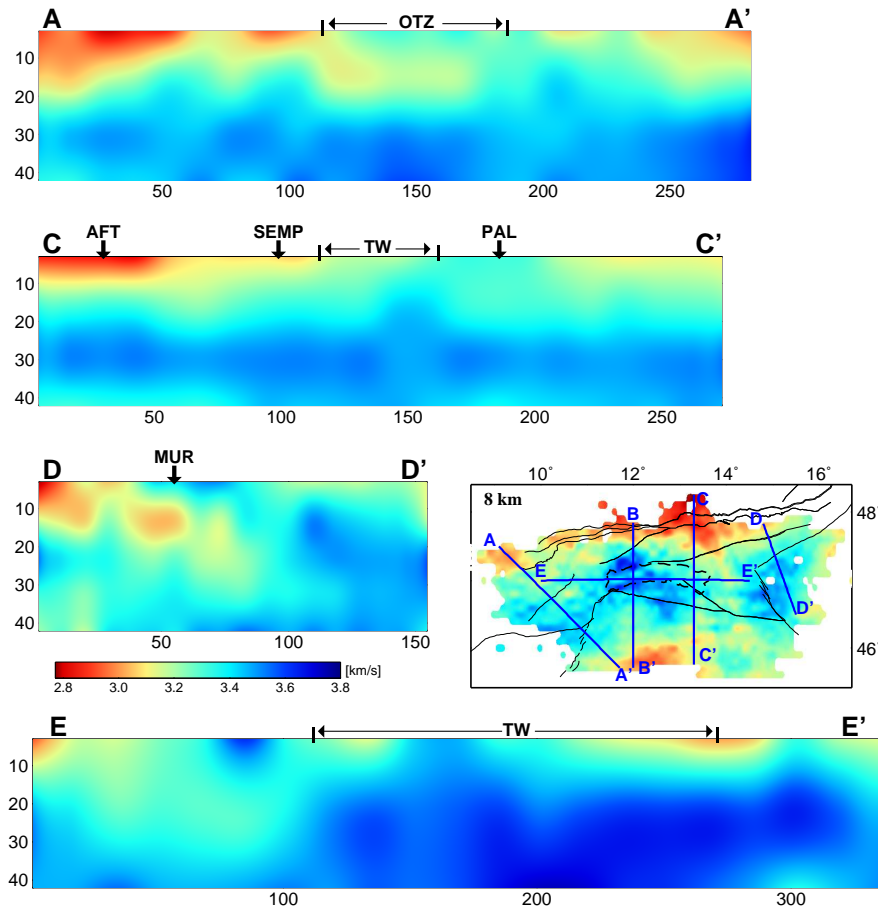 A OTZ A’
10
20
30
40
50 100 150 200 250
AFT SEMP PAL
C TW C’
10
20
30
40
50 100 150 200 250
MUR
D D’
10
20
30
40
50 100 150
2.8 3.0 3.2 3.4 3.6 3.8 [km/s]
10˚ 12˚ 14˚ 16˚
8 km
48˚
46˚
A B C D
E E’
D’
A’ B’ C’
E TW E’
10
20
30
40
100 200 300